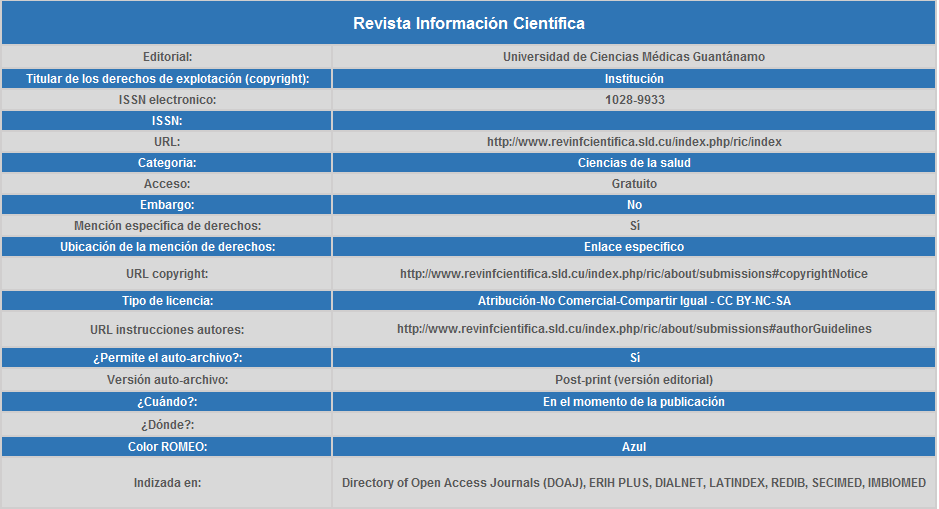 Revista Información Científica
Editorial: Universidad de Ciencias Médicas Guantánamo
Titular de los derechos de explotación (copyright): Institución
ISSN electronico: 1028-9933
ISSN:
URL: http://www.revinfcientifica.sld.cu/index.php/ric/index
Categoria: Ciencias de la salud
Acceso: Gratuito
Embargo: No
Mención específica de derechos: Sí
Ubicación de la mención de derechos: Enlace especifico
URL copyright: http://www.revinfcientifica.sld.cu/index.php/ric/about/submissions#copyrightNotice
Tipo de licencia: Atribución-No Comercial-Compartir Igual - CC BY-NC-SA
URL instrucciones autores: http://www.revinfcientifica.sld.cu/index.php/ric/about/submissions#authorGuidelines
¿Permite el auto-archivo?: Sí
Versión auto-archivo: Post-print (versión editorial)
¿Cuándo?: En el momento de la publicación
¿Dónde?:
Color ROMEO: Azul
Indizada en: Directory of Open Access Journals (DOAJ), ERIH PLUS, DIALNET, LATINDEX, REDIB, SECIMED, IMBIOMED